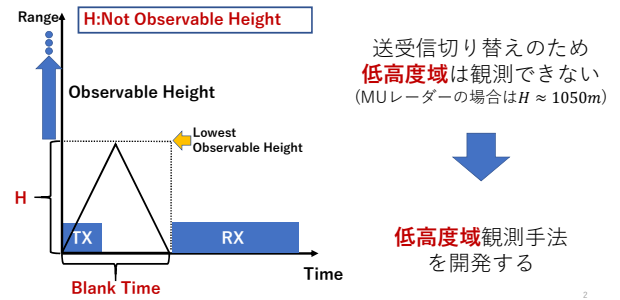 Range
H:Not Observable Height
Observable Height
Lowest
Observable Height
H
TX
RX
Time
Blank Time
送受信切り替えのため
低高度域は観測できない
(MUレーダーの場合はH ≈ 1050m)
低高度域観測手法
を開発する
2